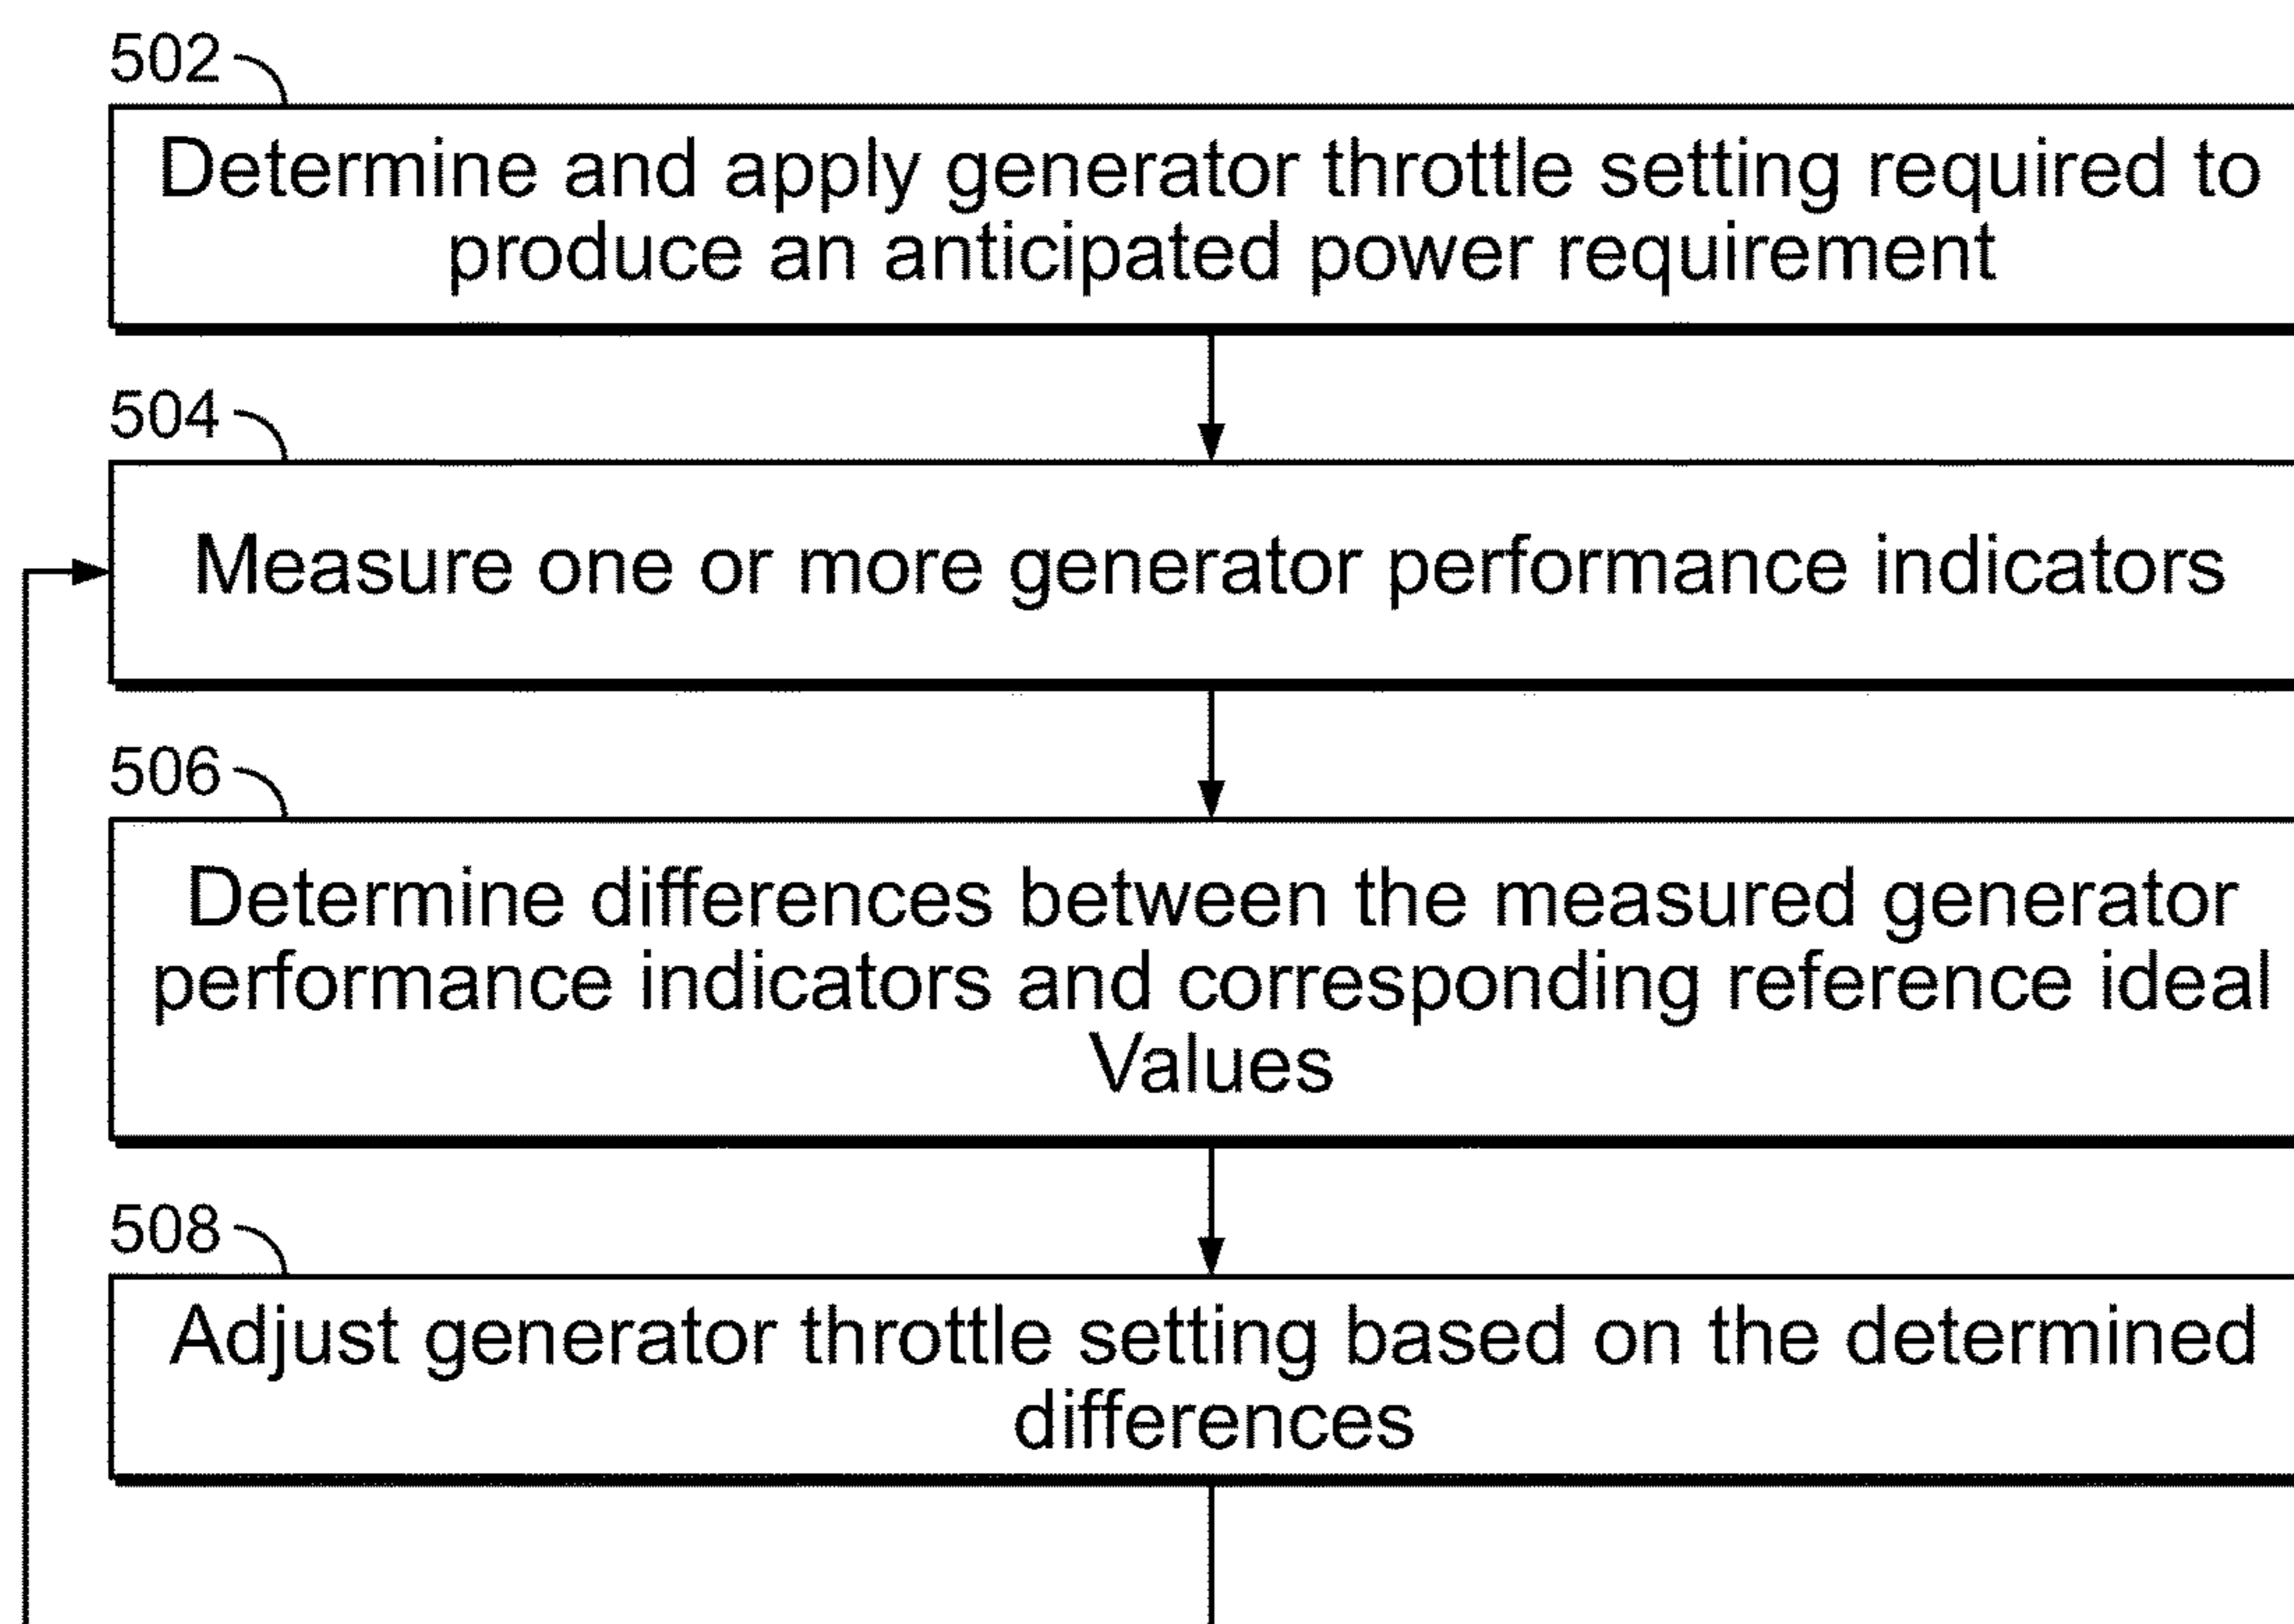 502
Determine and apply generator throttle setting required to
produce an anticipated power requirement
504
Measure one or more generator performance indicators
506
Determine differences between the measured generator
performance indicators and corresponding reference ideal
Values
508
Adjust generator throttle setting based on the determined
differences